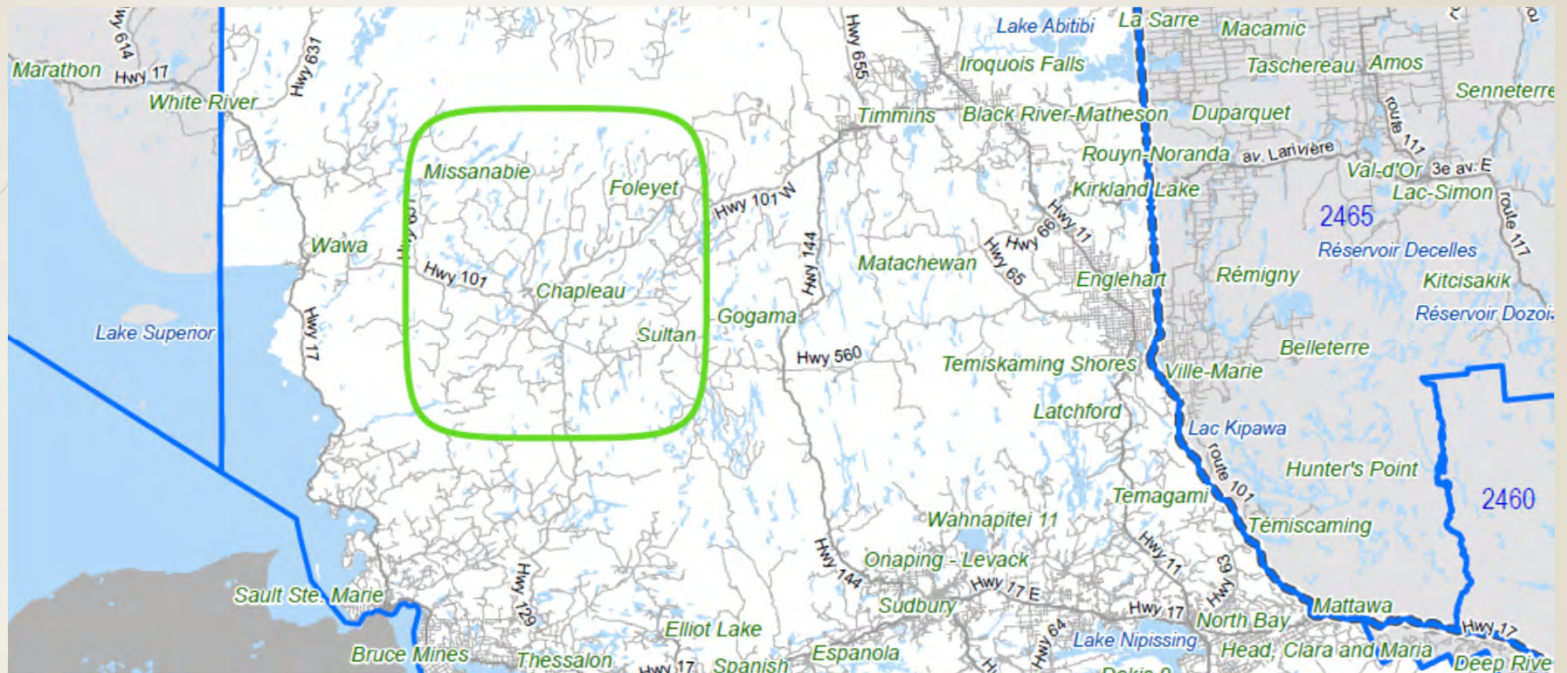 Hwy 614
Hwy 631
Marathon
Hwy 17
White River
Hwy 655
Lake Abitibi
La Sarre
Macamic
Iroquois Falls
Taschereau
Amos
Senneterre
Timmins
Black River-Matheson
Duparquet
route 117
Missanabie
Foleyet
Rouyn-Noranda
av. Larivière
Val-d'Or
3e av. E
Kirkland Lake
Lac-Simon
Hwy 101 W
Hwy 11
Hwy 66
Hwy 65
2465
route 117
Wawa
Hwy 101
Hwy 144
Matachewan
Réservoir Decelles
Englehart
Rémigny
Kitcisakik
Chapleau
Gogama
Réservoir Dozois
Lake Superior
Hwy 17
Sultan
Hwy 560
Belleterre
Temiskaming Shores
Ville-Marie
Latchford
Lac Kipawa
route 101
Hunter's Point
Temagami
2460
Wahnapitei 11
Témiscaming
Hwy 144
Onaping - Levack
Hwy 11
Hwy 63
Sault Ste. Marie
Hwy 129
Hwy 17 E
Sudbury
Hwy 17
North Bay
Mattawa
Hwy 17
Elliot Lake
Hwy 64
Lake Nipissing
Bruce Mines
Thessalon
Hwy 17
Spanish
Espanola
Head, Clara and Maria
Deep River